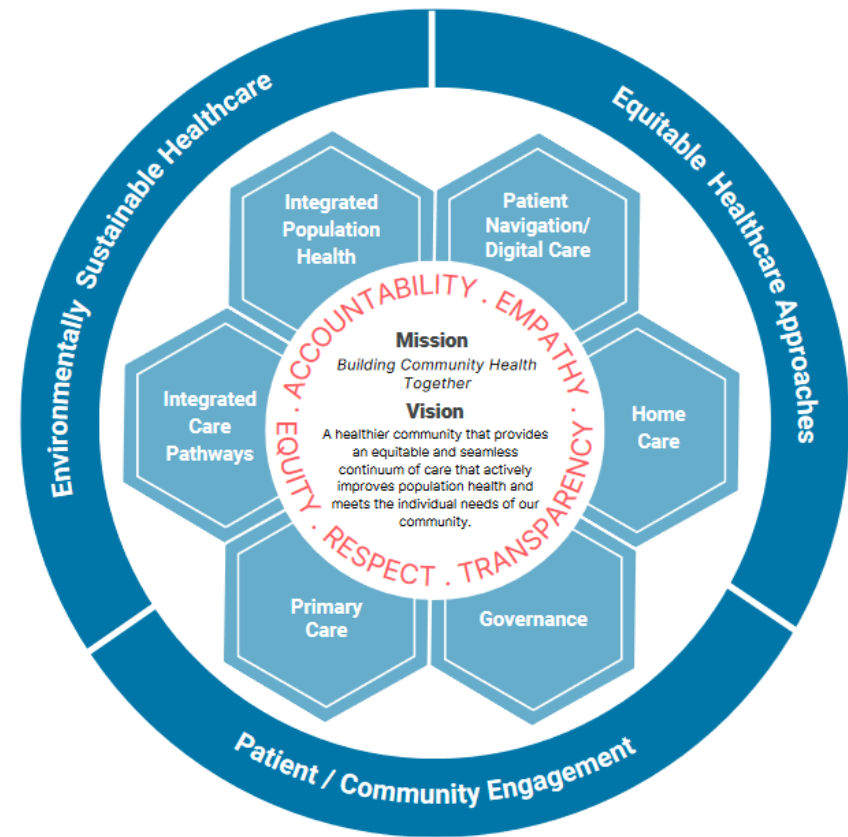 Environmentally Sustainable Healthcare
Equitable Healthcare Approaches
Integrated
Population
Health
Patient
Navigation/
Digital Care
ACCOUNTABILITY . EMPATHY . TRANSPARENCY . RESPECT . EQUITY .
Mission
Building Community Health
Together
Vision
A healthier community that provides
an equitable and seamless
continuum of care that actively
improves population health and
meets the individual needs of our
community.
Integrated
Care
Pathways
Home
Care
Primary
Care
Governance
Patient / Community Engagement